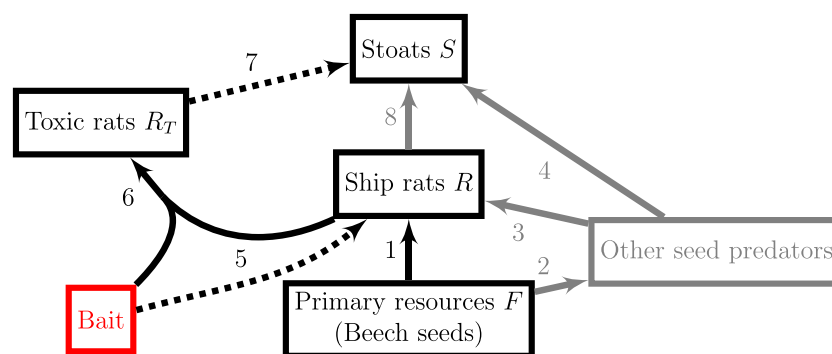 Stoats S
7
Toxic rats R_T
8
Ship rats R
4
6
3
5
1
2
Other seed predators
Bait
Primary resources F
(Beech seeds)